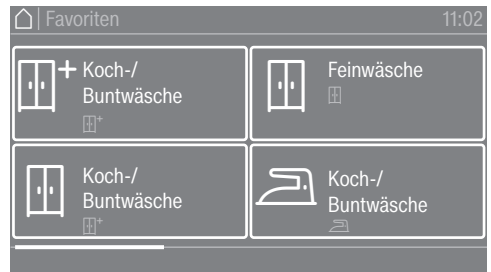 Favoriten 11:02
Koch-/
Buntwäsche
Feinwäsche
Koch-/
Buntwäsche
Koch-/
Buntwäsche